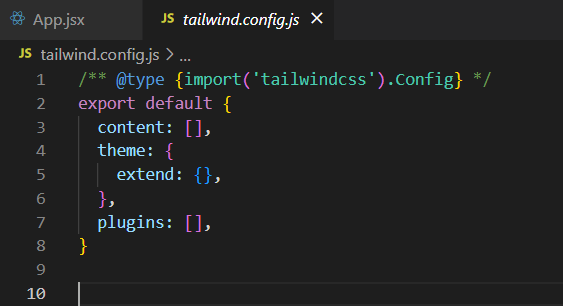 App.jsx
JS tailwind.config.js ×
JS tailwind.config.js > ...
1 /** @type {import('tailwindcss').Config} */
2 export default {
3   content: [],
4   theme: {
5     extend: {},
6   },
7   plugins: [],
8 }
9
10